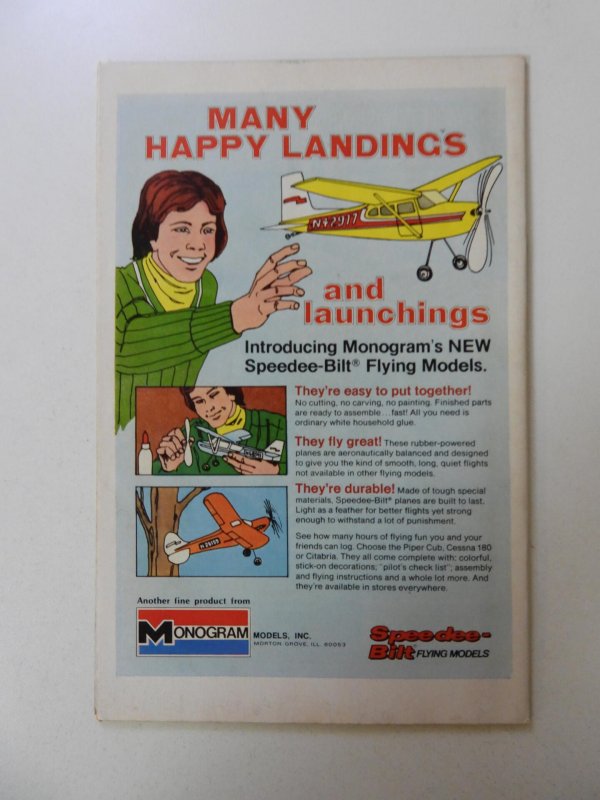 MANY
HAPPY LANDINGS
N42917
and
launchings
Introducing Monogram's NEW
Speedee-Bilt® Flying Models.
They're easy to put together!
No cutting, no carving, no painting. Finished parts
are ready to assemble...fast! All you need is
ordinary white household glue.
They fly great! These rubber-powered
planes are aeronautically balanced and designed
to give you the kind of smooth, long, quiet flights
not available in other flying models.
They're durable! Made of tough special
materials, Speedee-Bilt® planes are built to last.
Light as a feather for better flights yet strong
enough to withstand a lot of punishment.
See how many hours of flying fun you and your
friends can log. Choose the Piper Cub, Cessna 180
or Citabria. They all come complete with: colorful,
stick-on decorations; "pilot's check list"; assembly
and flying instructions and a whole lot more. And
they're available in stores everywhere.
Another fine product from
MONOGRAM MODELS, INC.
MORTON GROVE, ILL. 60053
Speedee-
Bilt FLYING MODELS